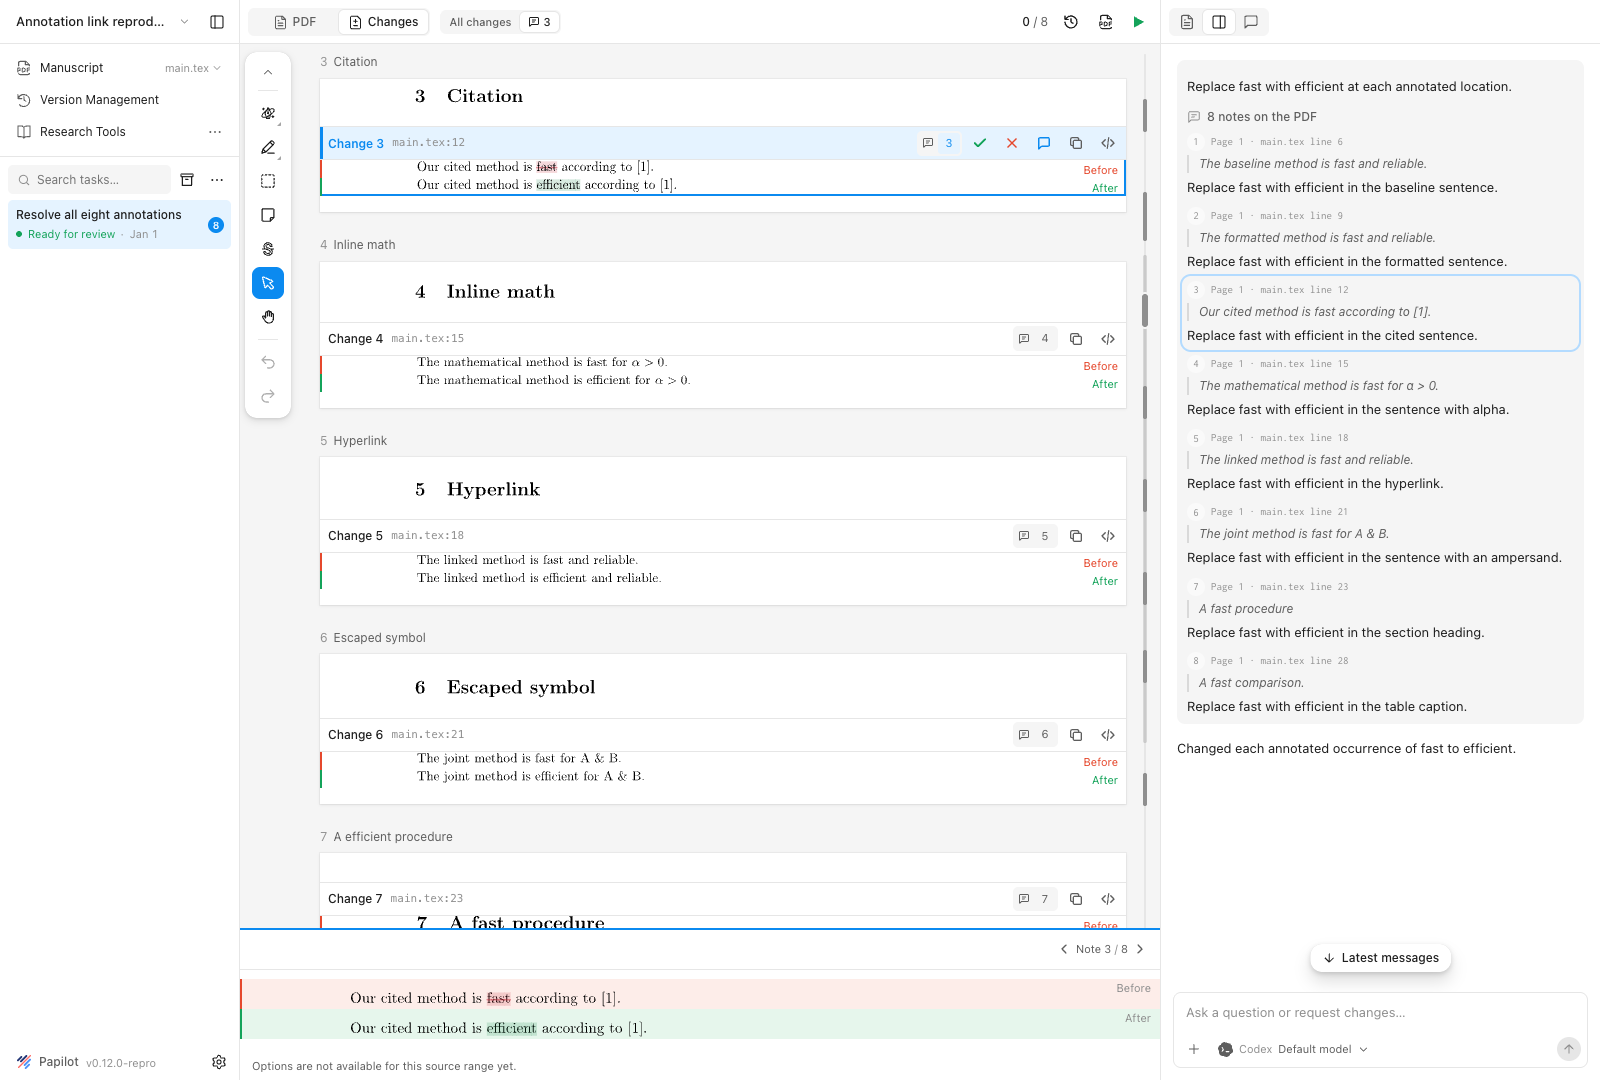 Annotation link reprod...
Manuscript
main.tex
Version Management
Research Tools
Search tasks...
Resolve all eight annotations
Ready for review · Jan 1
8
Papilot v0.12.0-repro
PDF
Changes
All changes
3
0 / 8
3 Citation
3 Citation
Change 3 main.tex:12
3
Our cited method is fast according to [1].
Before
Our cited method is efficient according to [1].
After
4 Inline math
4 Inline math
Change 4 main.tex:15
4
The mathematical method is fast for α > 0.
Before
The mathematical method is efficient for α > 0.
After
5 Hyperlink
5 Hyperlink
Change 5 main.tex:18
5
The linked method is fast and reliable.
Before
The linked method is efficient and reliable.
After
6 Escaped symbol
6 Escaped symbol
Change 6 main.tex:21
6
The joint method is fast for A & B.
Before
The joint method is efficient for A & B.
After
7 A efficient procedure
Change 7 main.tex:23
7
7 A fast procedure
Before
Note 3 / 8
Our cited method is fast according to [1].
Before
Our cited method is efficient according to [1].
After
Options are not available for this source range yet.
Replace fast with efficient at each annotated location.
8 notes on the PDF
1 Page 1 · main.tex line 6
The baseline method is fast and reliable.
Replace fast with efficient in the baseline sentence.
2 Page 1 · main.tex line 9
The formatted method is fast and reliable.
Replace fast with efficient in the formatted sentence.
3 Page 1 · main.tex line 12
Our cited method is fast according to [1].
Replace fast with efficient in the cited sentence.
4 Page 1 · main.tex line 15
The mathematical method is fast for α > 0.
Replace fast with efficient in the sentence with alpha.
5 Page 1 · main.tex line 18
The linked method is fast and reliable.
Replace fast with efficient in the hyperlink.
6 Page 1 · main.tex line 21
The joint method is fast for A & B.
Replace fast with efficient in the sentence with an ampersand.
7 Page 1 · main.tex line 23
A fast procedure
Replace fast with efficient in the section heading.
8 Page 1 · main.tex line 28
A fast comparison.
Replace fast with efficient in the table caption.
Changed each annotated occurrence of fast to efficient.
Latest messages
Ask a question or request changes...
Codex Default model